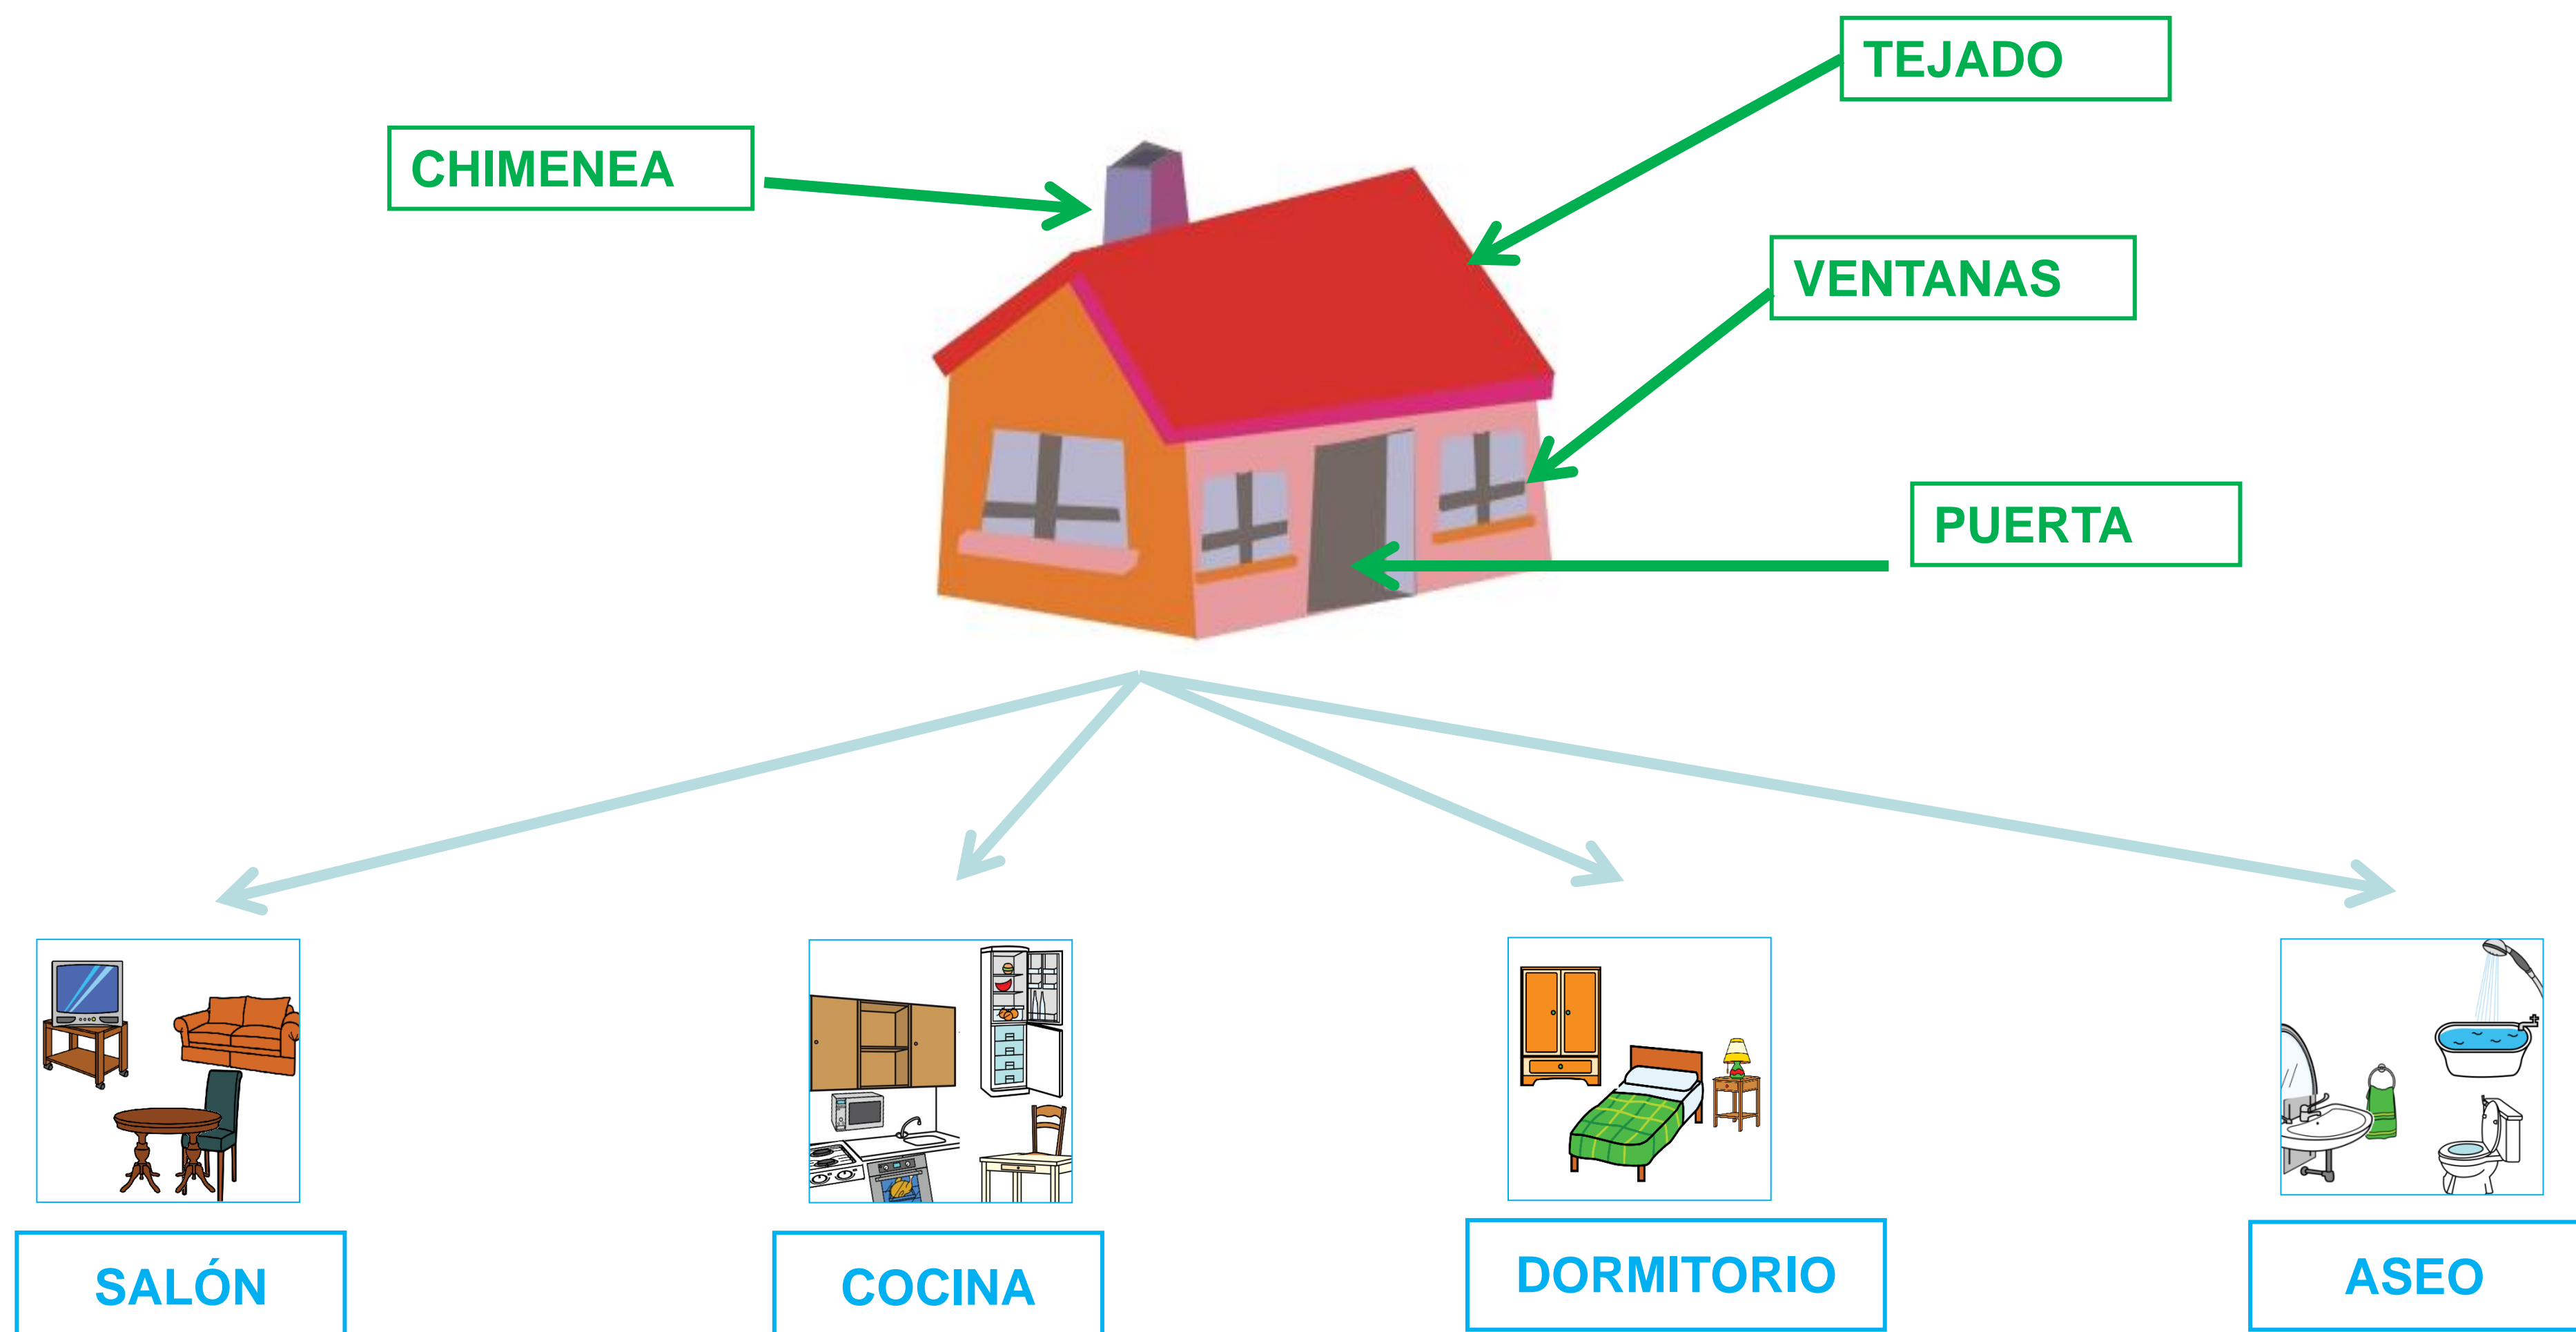 TEJADO
CHIMENEA
VENTANAS
PUERTA
SALÓN
COCINA
DORMITORIO
ASEO